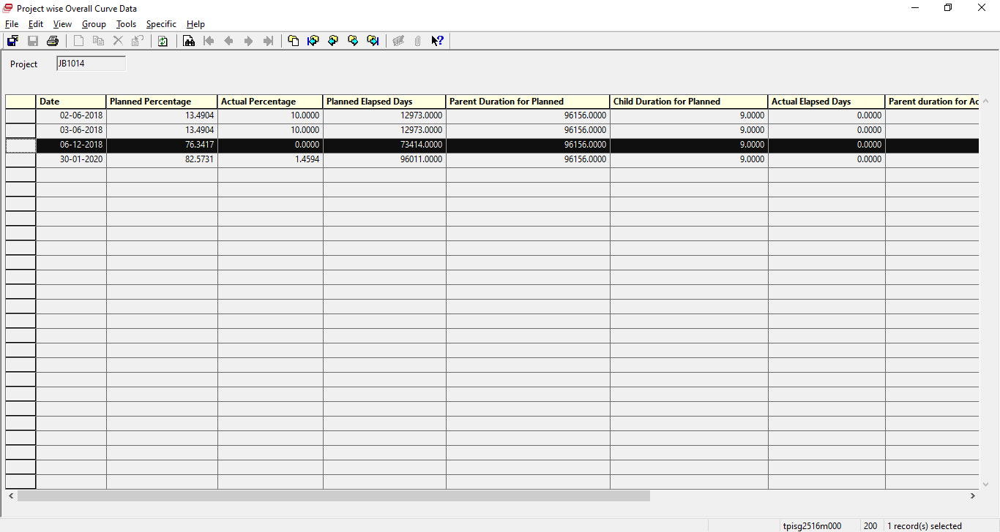 Project wise Overall Curve Data
File Edit View Group Tools Specific Help
Project JB1014
Date Planned Percentage Actual Percentage Planned Elapsed Days Parent Duration for Planned Child Duration for Planned Actual Elapsed Days Parent duration for Ac
02-06-2018 13.4904 10.0000 12973.0000 96156.0000 9.0000 0.0000
03-06-2018 13.4904 10.0000 12973.0000 96156.0000 9.0000 0.0000
06-12-2018 76.3417 0.0000 73414.0000 96156.0000 9.0000 0.0000
30-01-2020 82.5731 1.4594 96011.0000 96156.0000 9.0000 0.0000
tpisg2516m000 200 1 record(s) selected